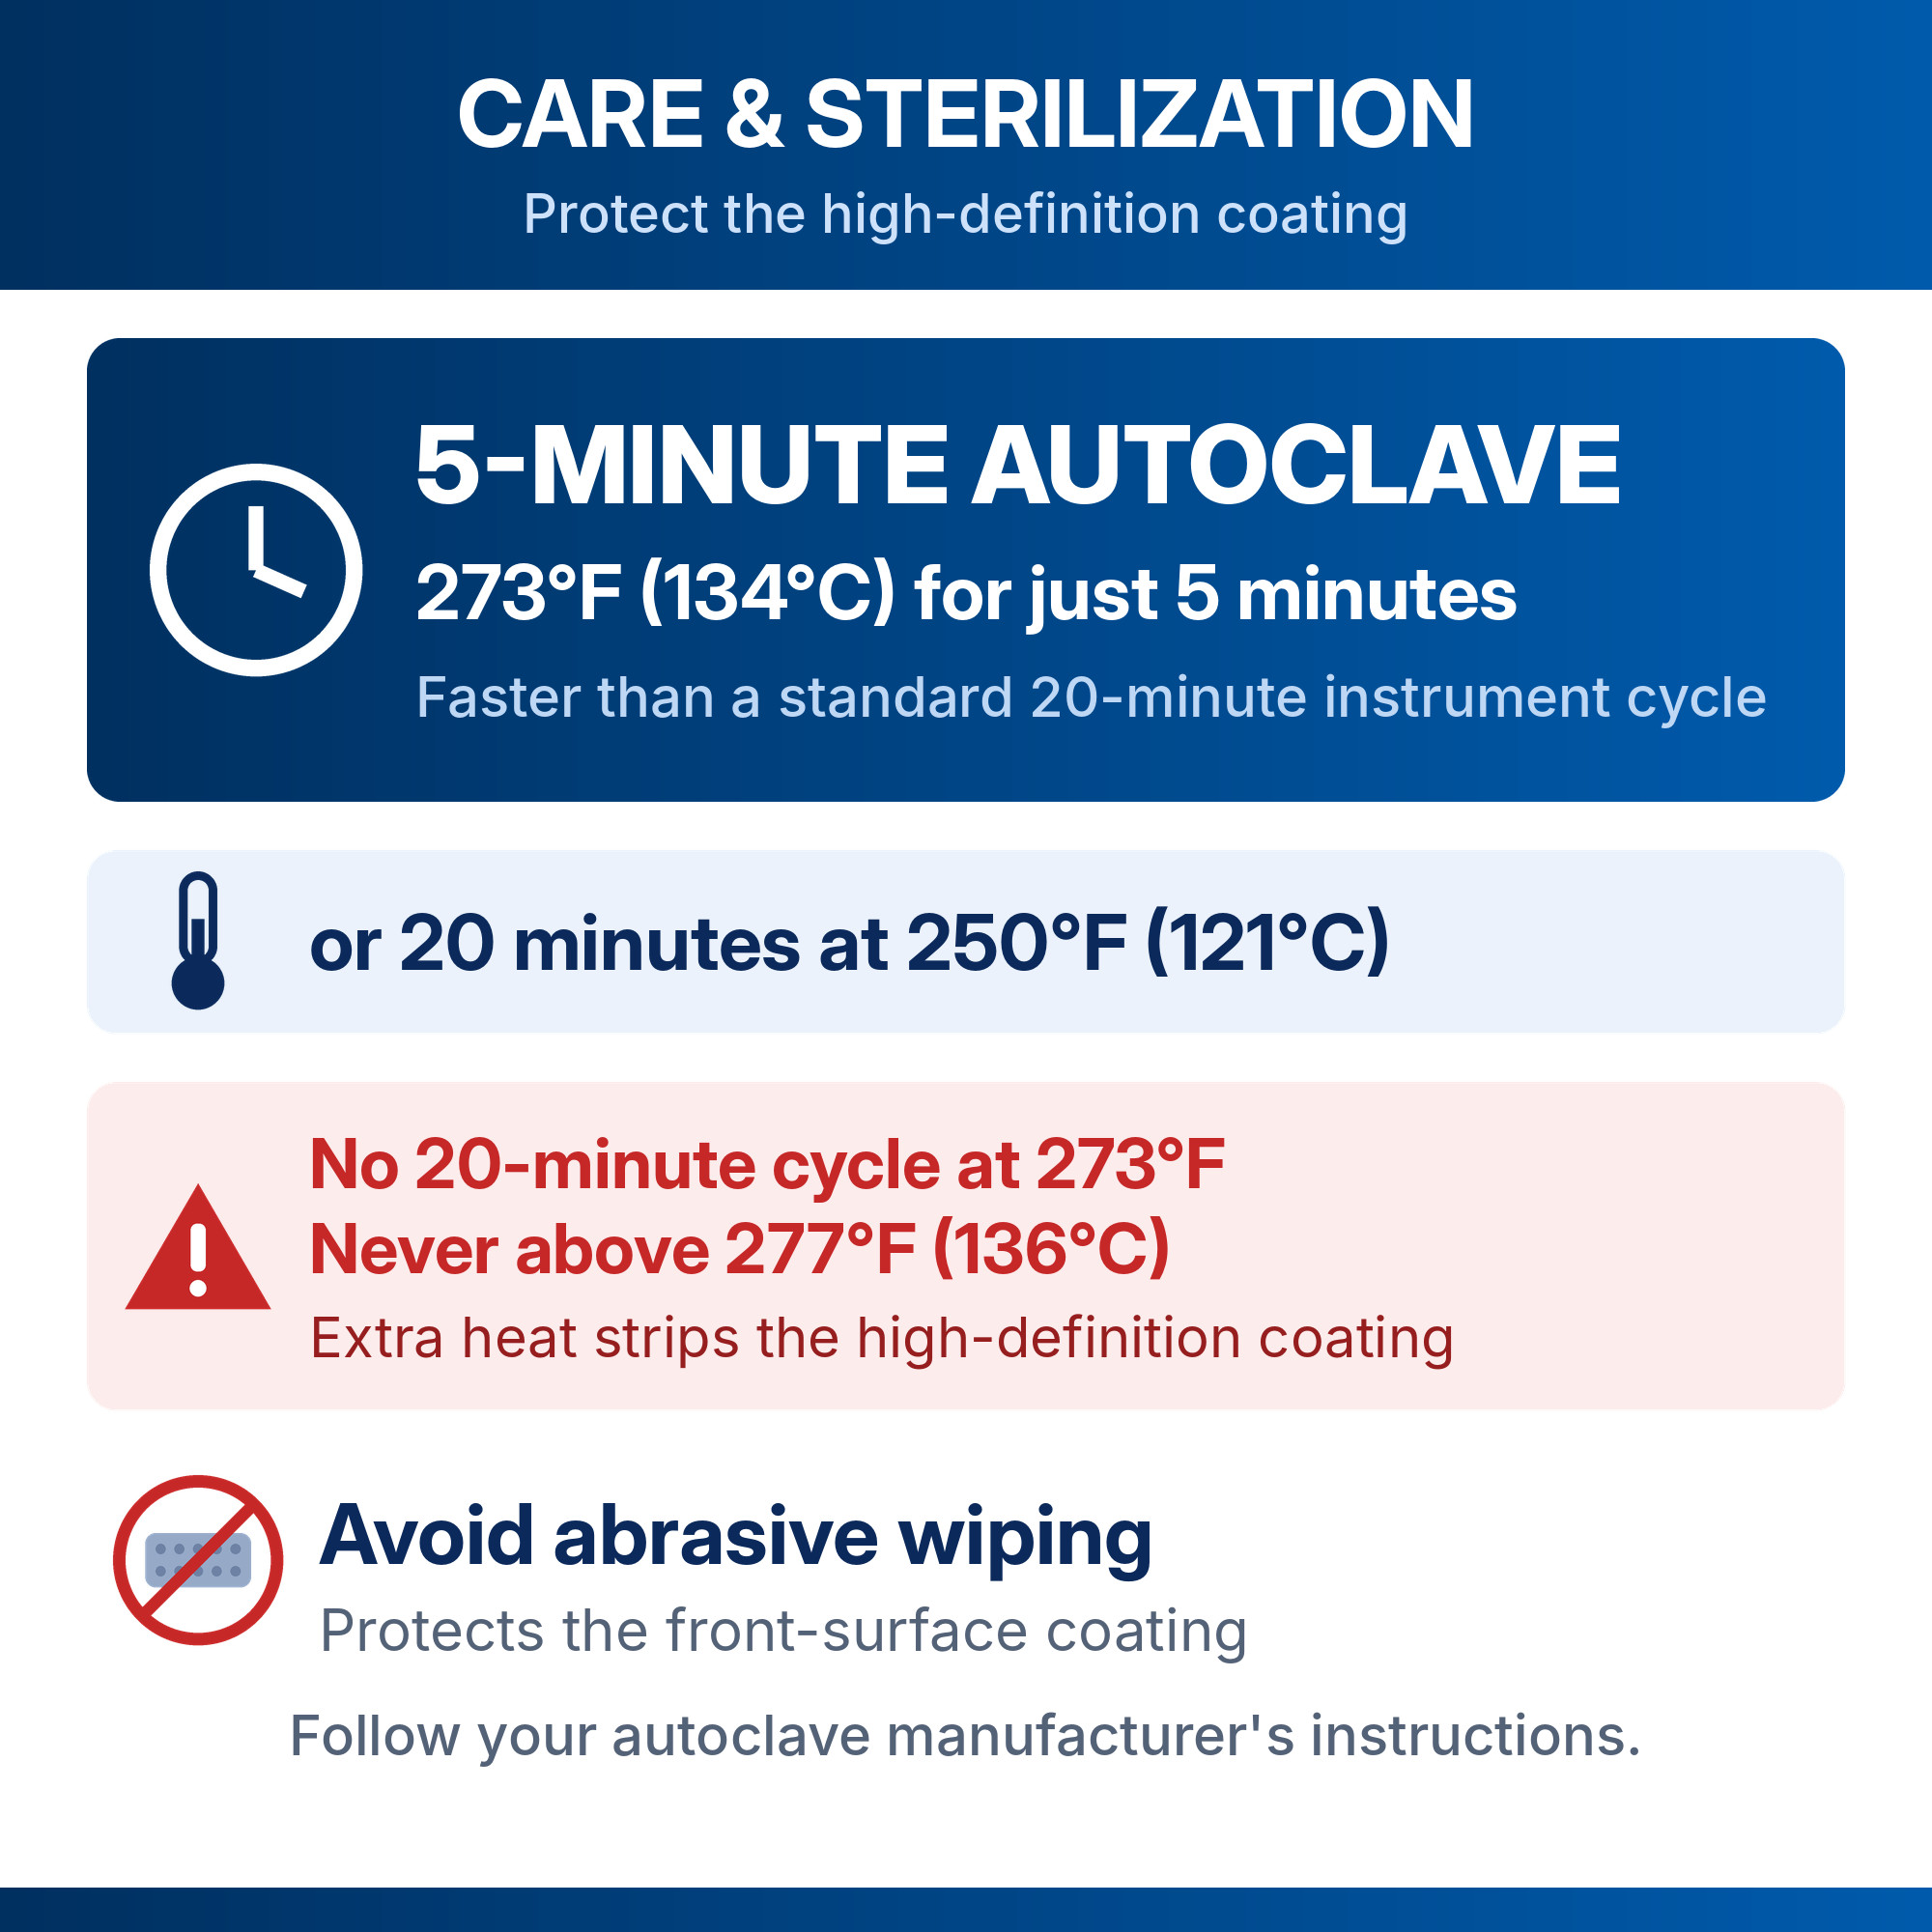 CARE & STERILIZATION
Protect the high-definition coating
5-MINUTE AUTOCLAVE
273°F (134°C) for just 5 minutes
Faster than a standard 20-minute instrument cycle
or 20 minutes at 250°F (121°C)
No 20-minute cycle at 273°F
Never above 277°F (136°C)
Extra heat strips the high-definition coating
Avoid abrasive wiping
Protects the front-surface coating
Follow your autoclave manufacturer's instructions.